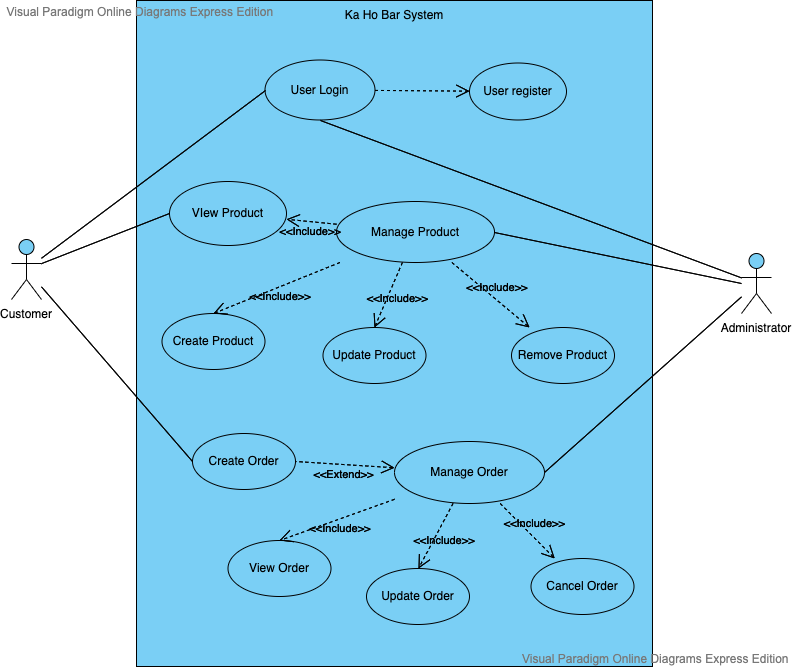 Visual Paradigm Online Diagrams Express Edition
Ka Ho Bar System
User Login
User register
VIew Product
Manage Product
<<Include>>
<<Include>>
<<Include>>
<<Include>>
Customer
Administrator
Create Product
Update Product
Remove Product
Create Order
Manage Order
<<Extend>>
<<Include>>
<<Include>>
<<Include>>
View Order
Update Order
Cancel Order
Visual Paradigm Online Diagrams Express Edition